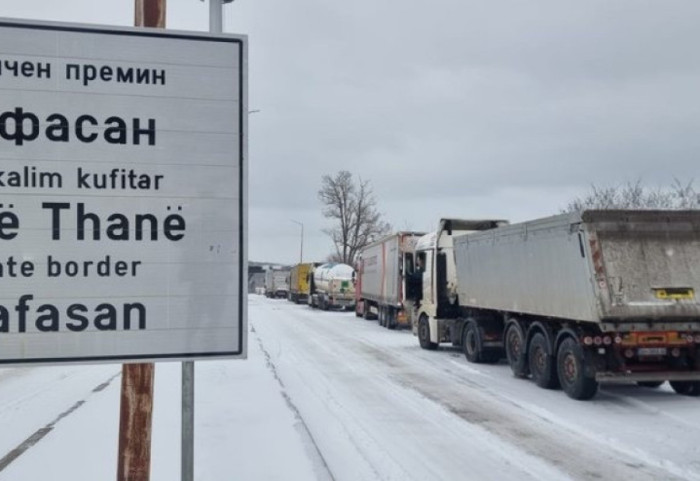 чен премин
фасан
kalim kufitar
ë Thanë
ate border
afasan